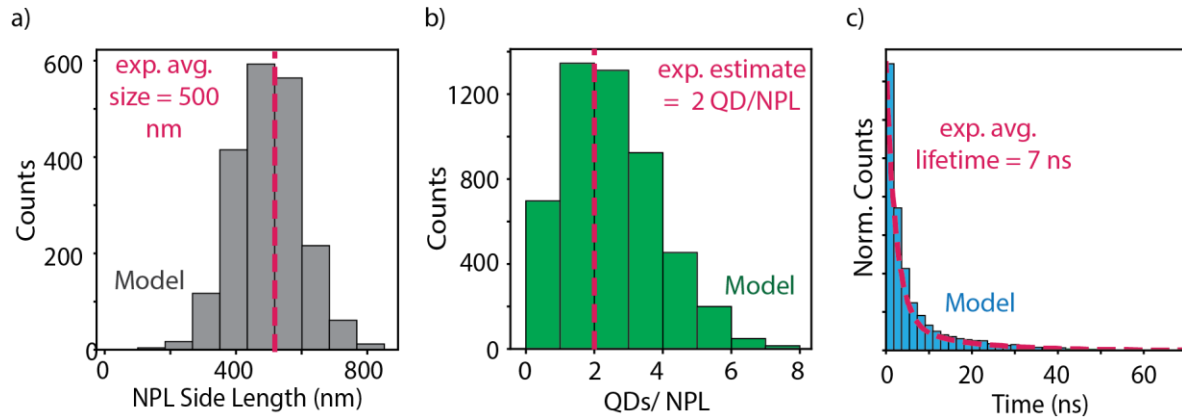 a)
Counts
600
400
200
0
exp. avg.
size = 500
nm
Model
0
400
800
NPL Side Length (nm)
b)
Counts
1200
800
400
0
exp. estimate
= 2 QD/NPL
Model
0
2
4
6
8
QDs/ NPL
c)
Norm. Counts
exp. avg.
lifetime = 7 ns
Model
0
20
40
60
Time (ns)